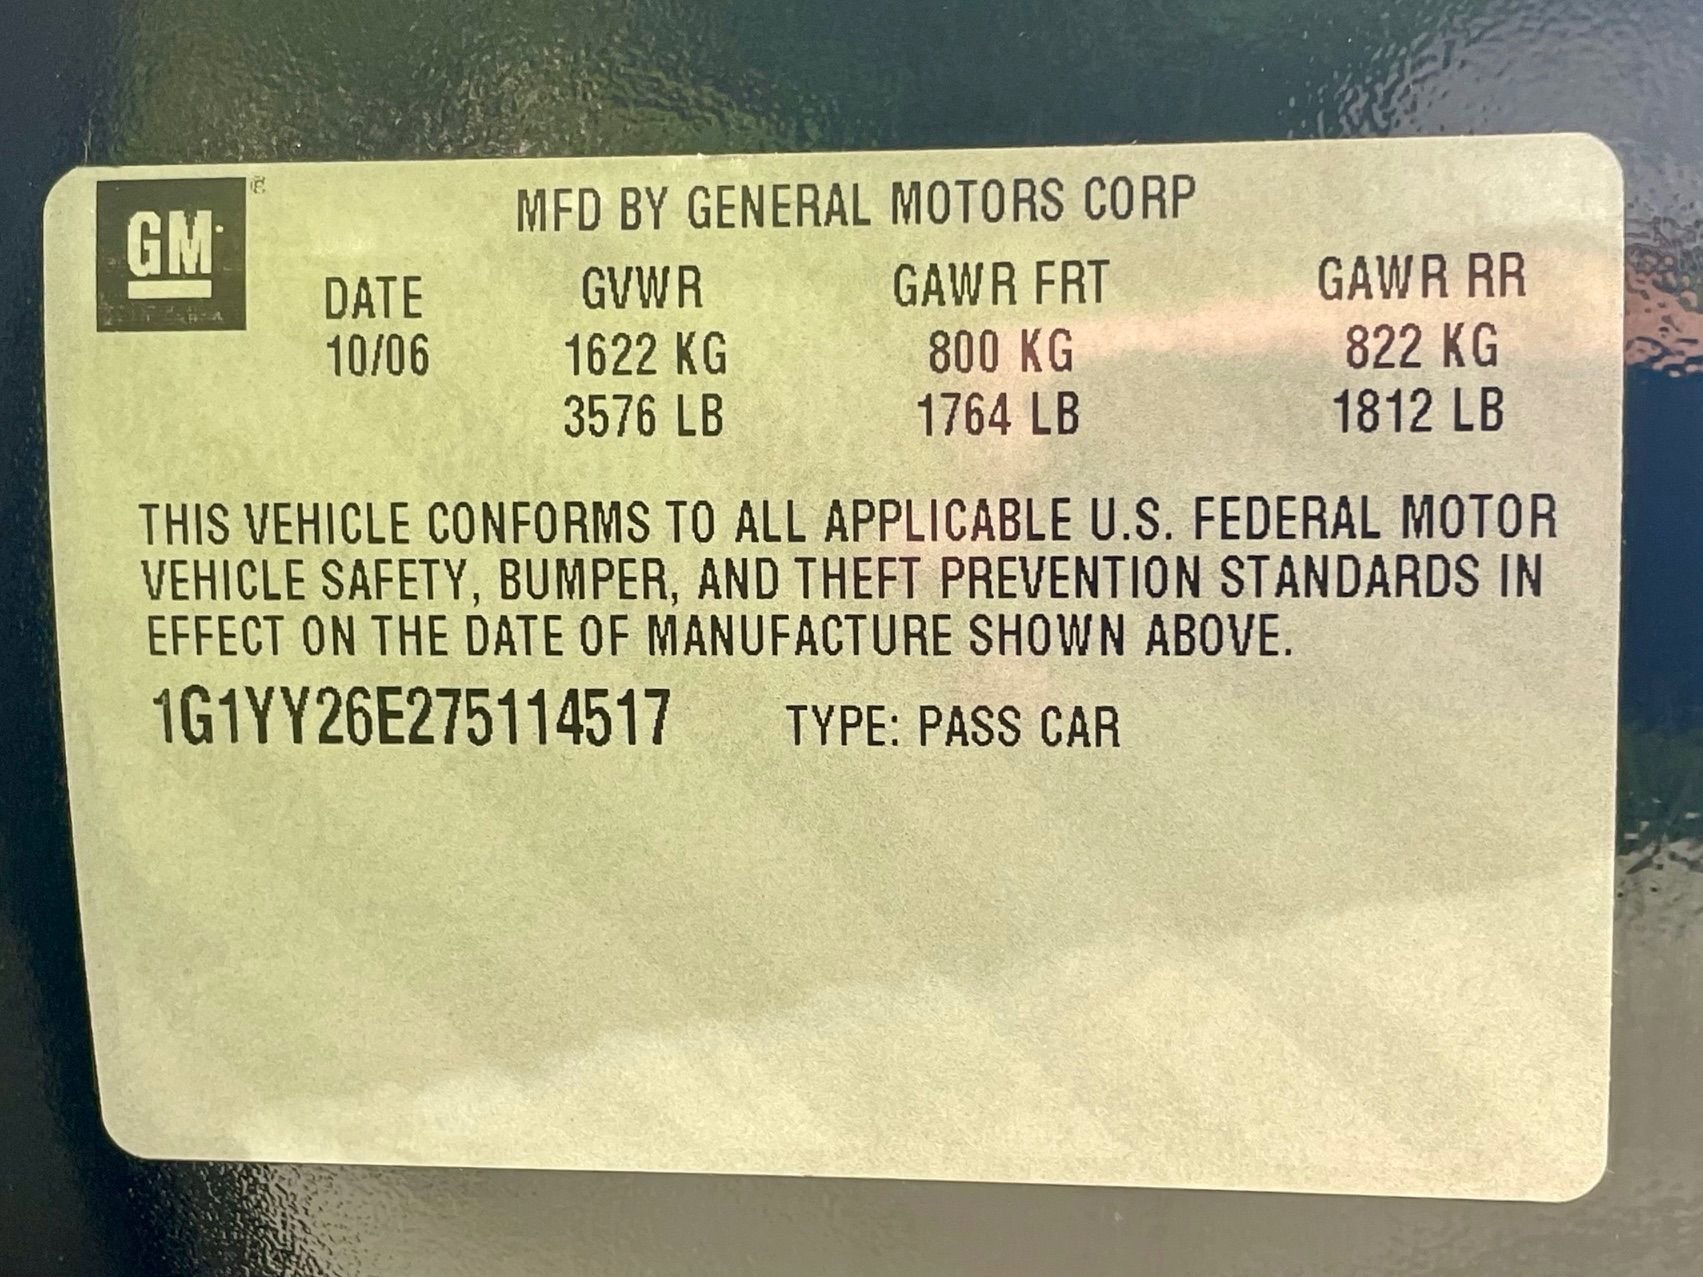 GM
MFD BY GENERAL MOTORS CORP
DATE GVWR GAWR FRT GAWR RR
10/06 1622 KG 800 KG 822 KG
3576 LB 1764 LB 1812 LB
THIS VEHICLE CONFORMS TO ALL APPLICABLE U.S. FEDERAL MOTOR
VEHICLE SAFETY, BUMPER, AND THEFT PREVENTION STANDARDS IN
EFFECT ON THE DATE OF MANUFACTURE SHOWN ABOVE.
1G1YY26E275114517 TYPE: PASS CAR